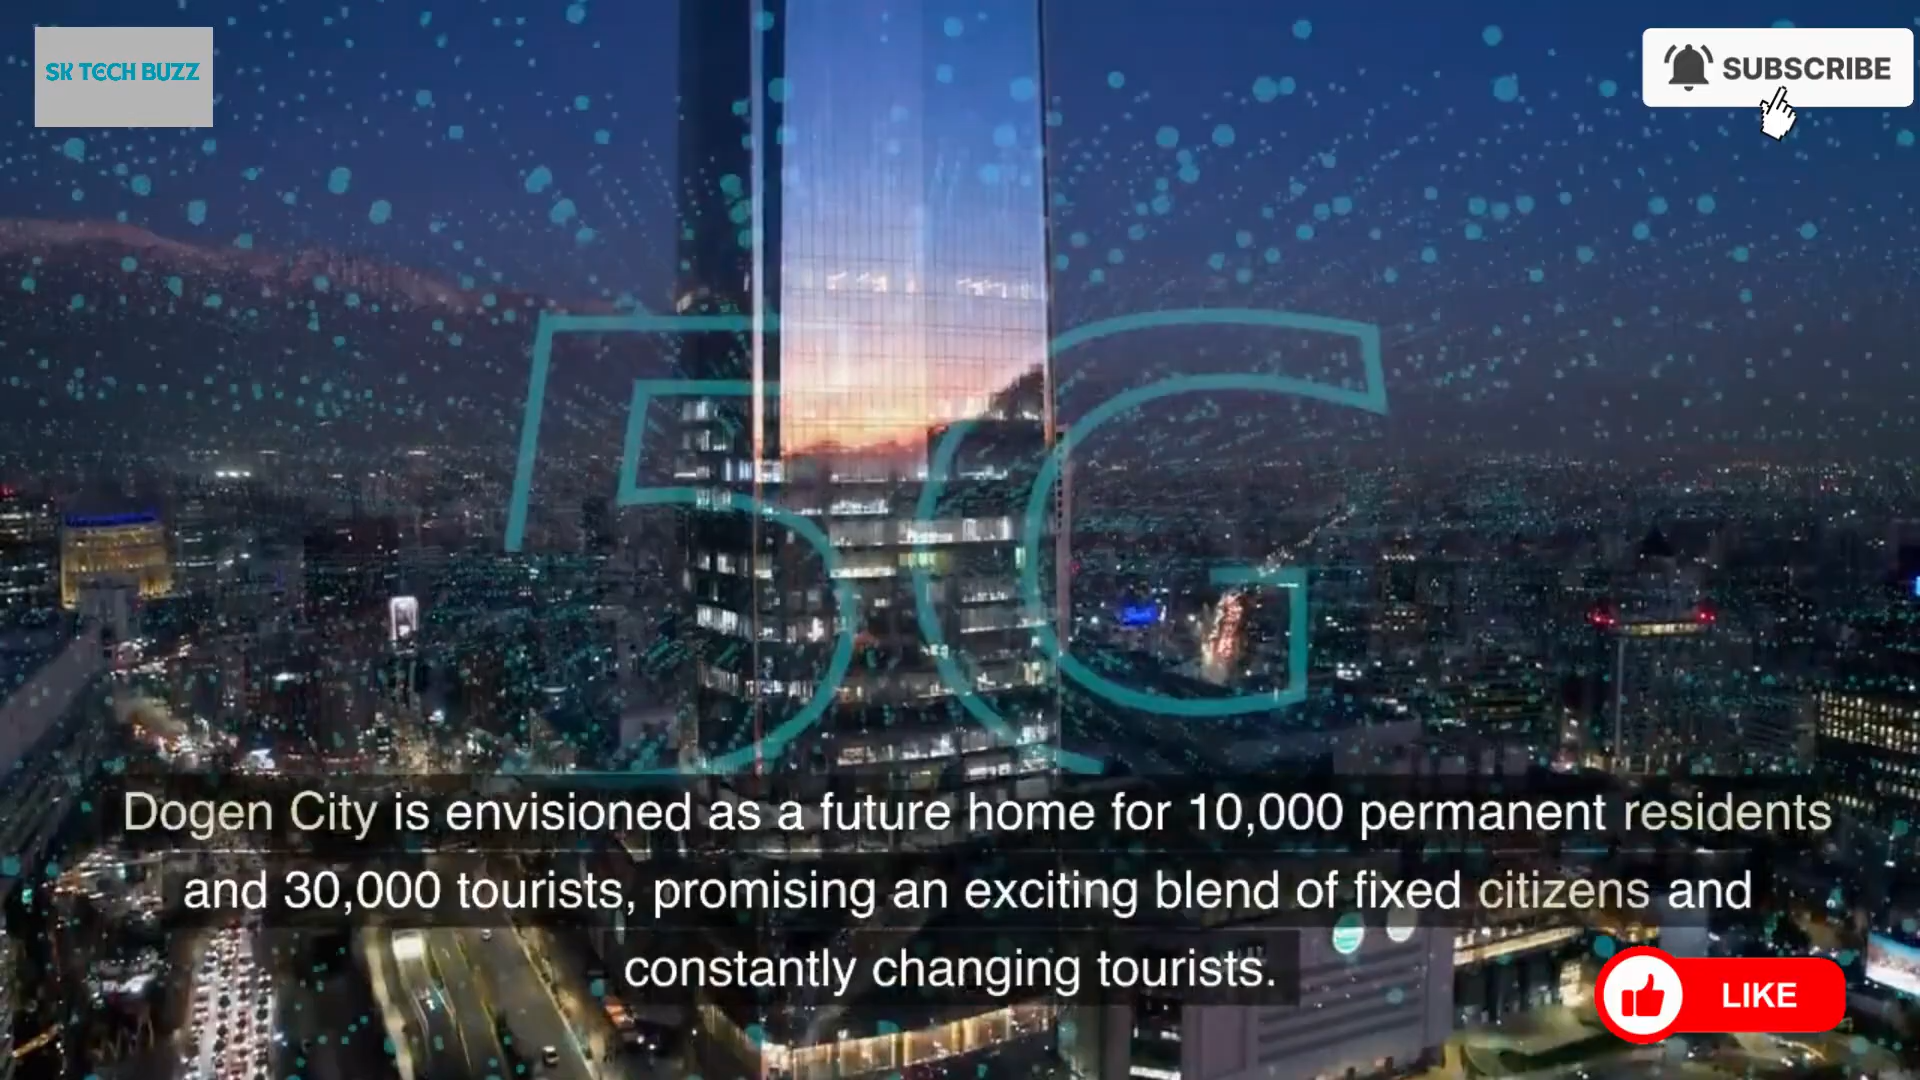 SK TECH BUZZ
SUBSCRIBE
5G
Dogen City is envisioned as a future home for 10,000 permanent residents
and 30,000 tourists, promising an exciting blend of fixed citizens and
constantly changing tourists.
LIKE